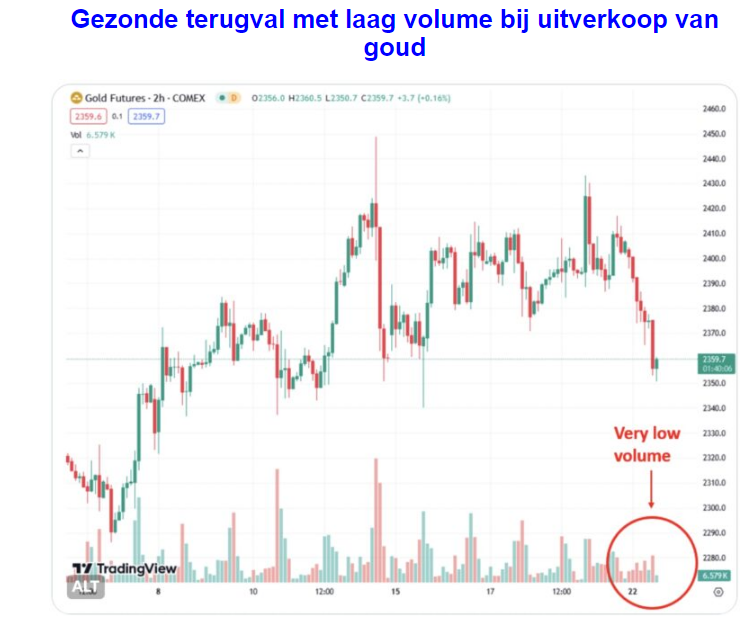 Gezonde terugval met laag volume bij uitverkoop van
goud
Gold Futures · 2h · COMEX D O2356.0 H2360.5 L2350.7 C2359.7 +3.7 (+0.16%)
2359.6 0.1 2359.7
Vol 6.579 K
2460.0
2450.0
2440.0
2430.0
2420.0
2410.0
2400.0
2390.0
2380.0
2370.0
2359.7
01:40:06
2350.0
2340.0
2330.0
Very low
volume
2320.0
2310.0
2300.0
2290.0
2280.0
TradingView
6.579 K
ALT
8 10 12:00 15 17 12:00 22